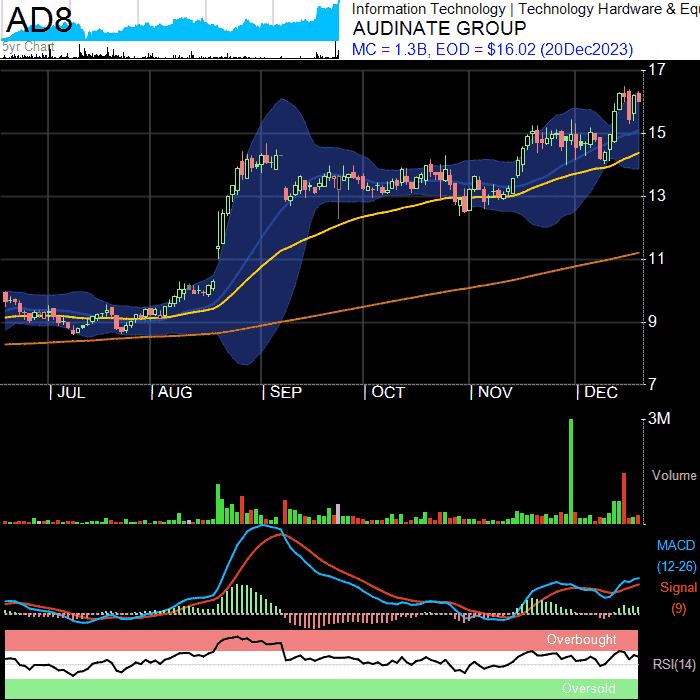 AD8
5yr Chart
Information Technology | Technology Hardware & Equ
AUDINATE GROUP
MC = 1.3B, EOD = $16.02 (20Dec2023)
17
15
13
11
9
7
| JUL | AUG | SEP | OCT | NOV | DEC
3M
Volume
MACD
(12-26)
Signal
(9)
Overbought
RSI(14)
Oversold